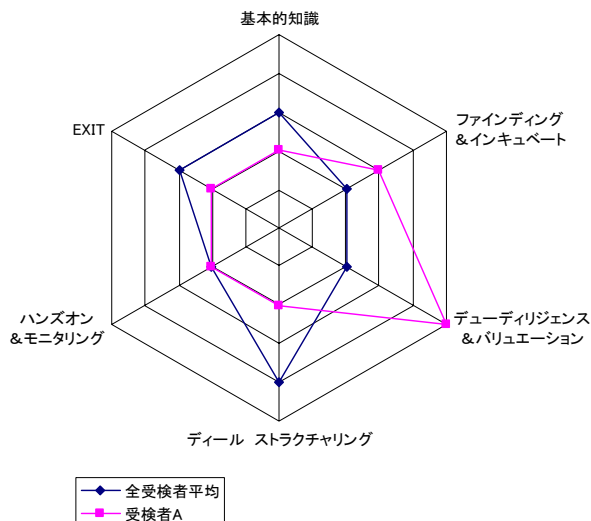 基本的知識
ファインディング
&インキュベート
EXIT
デューディリジェンス
&バリュエーション
ハンズオン
&モニタリング
ディール ストラクチャリング
全受検者平均
受検者A